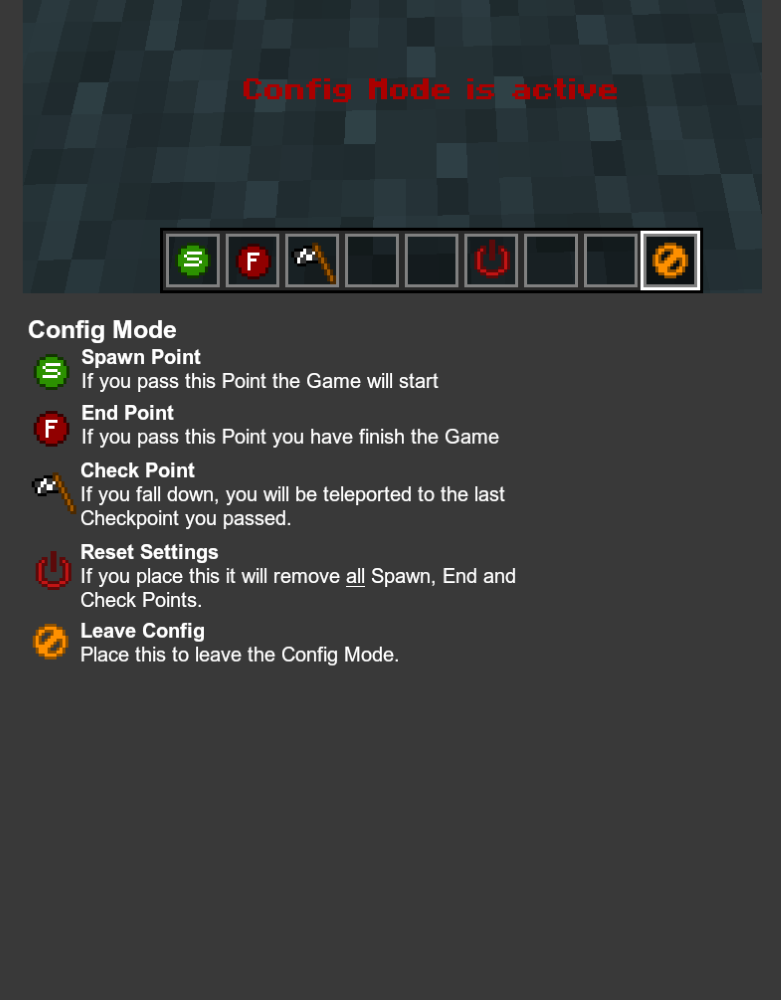 Config Mode is active
S F
Config Mode
S
Spawn Point
If you pass this Point the Game will start
F
End Point
If you pass this Point you have finish the Game
Check Point
If you fall down, you will be teleported to the last
Checkpoint you passed.
Reset Settings
If you place this it will remove all Spawn, End and
Check Points.
Leave Config
Place this to leave the Config Mode.